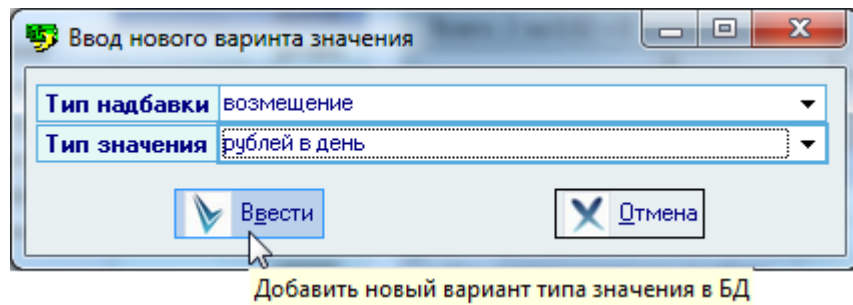 Ввод нового варинта значения
Тип надбавки возмещение
Тип значения рублей в день
Ввести Отмена
Добавить новый вариант типа значения в БД